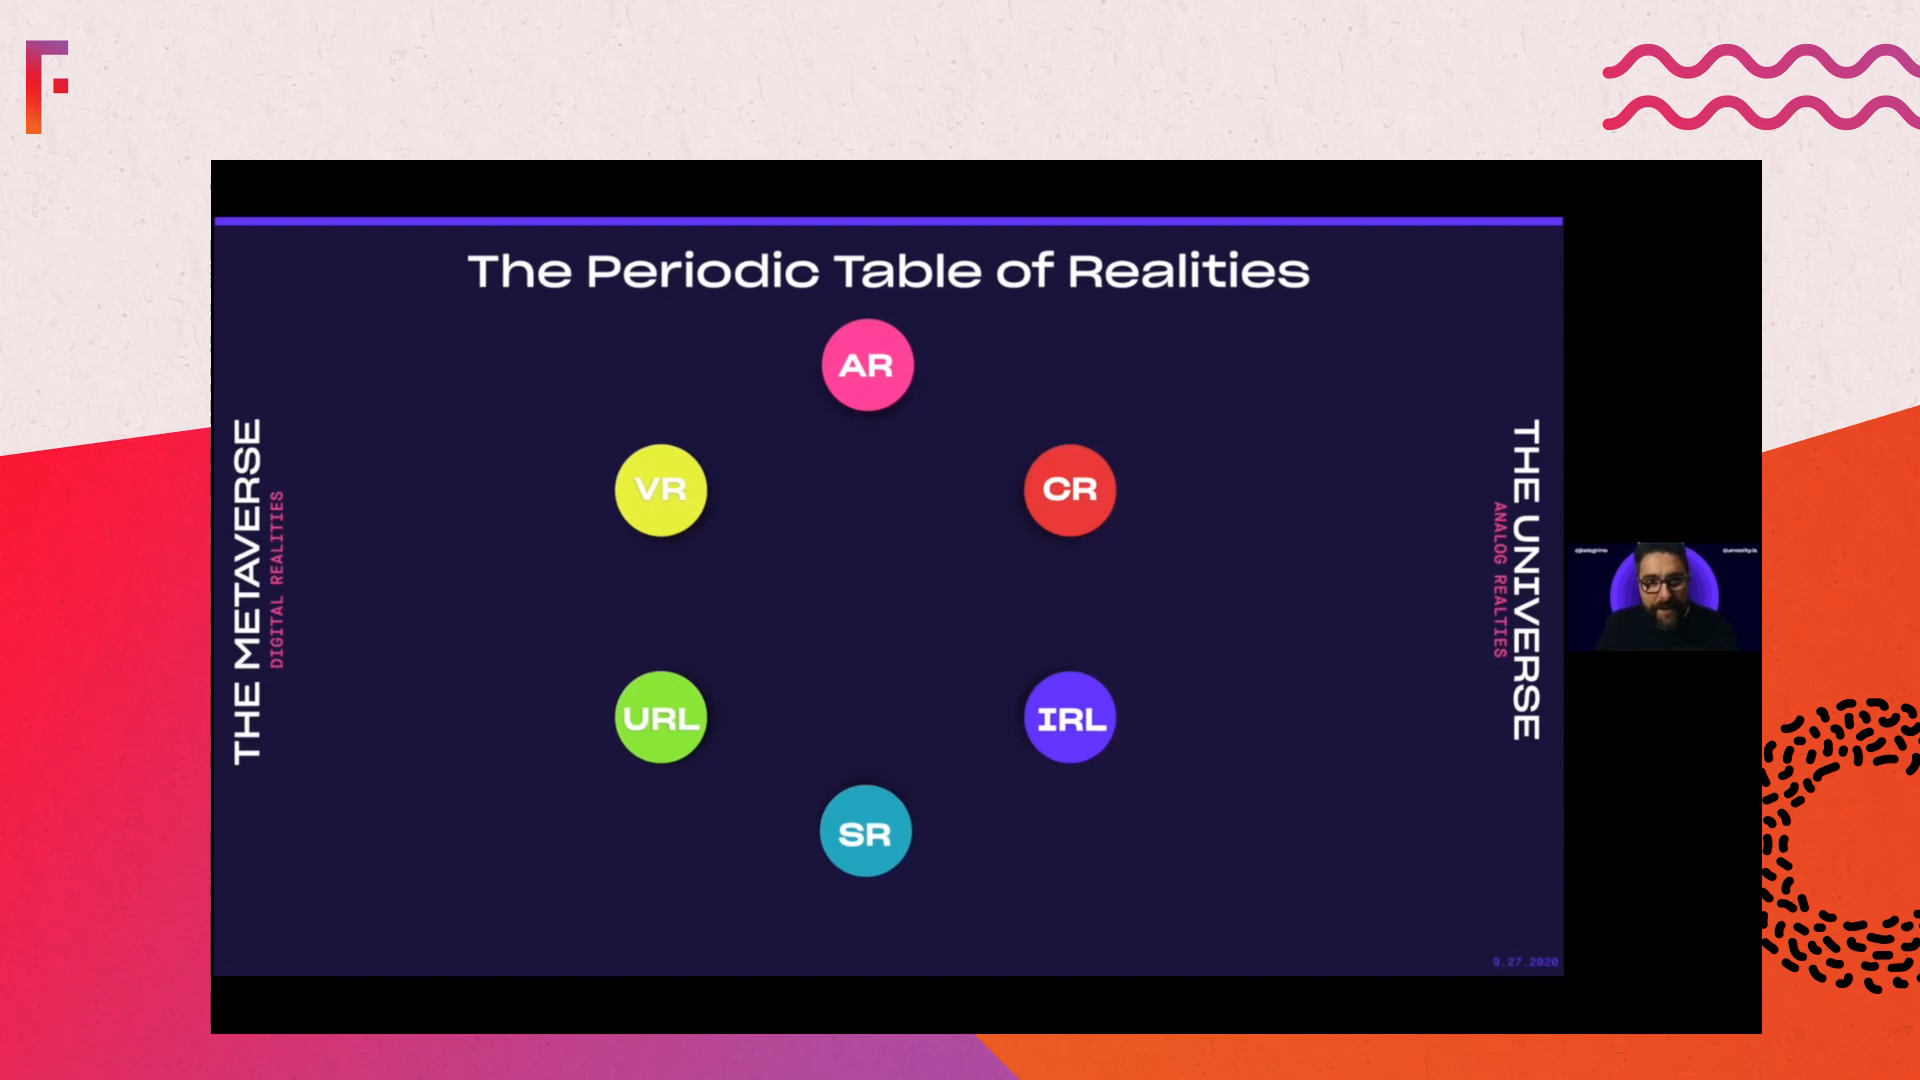 The Periodic Table of Realities
AR
VR
CR
THE METAVERSE
DIGITAL REALITIES
THE UNIVERSE
ANALOG REALTIES
URL
IRL
SR
9.27.2020